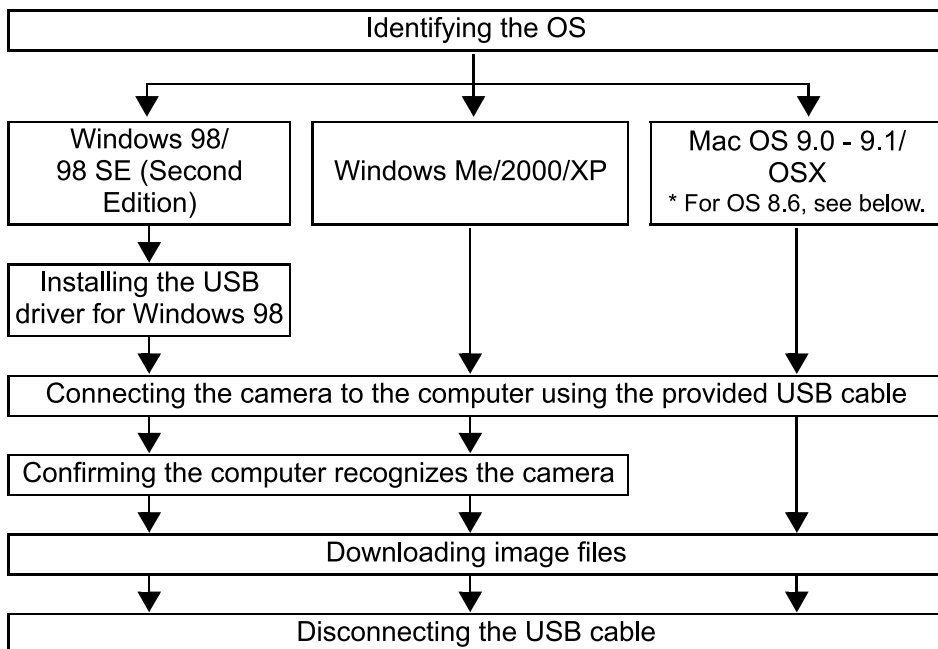 Identifying the OS
Windows 98/
98 SE (Second
Edition)
Windows Me/2000/XP
Mac OS 9.0 - 9.1/
OSX
* For OS 8.6, see below.
Installing the USB
driver for Windows 98
Connecting the camera to the computer using the provided USB cable
Confirming the computer recognizes the camera
Downloading image files
Disconnecting the USB cable